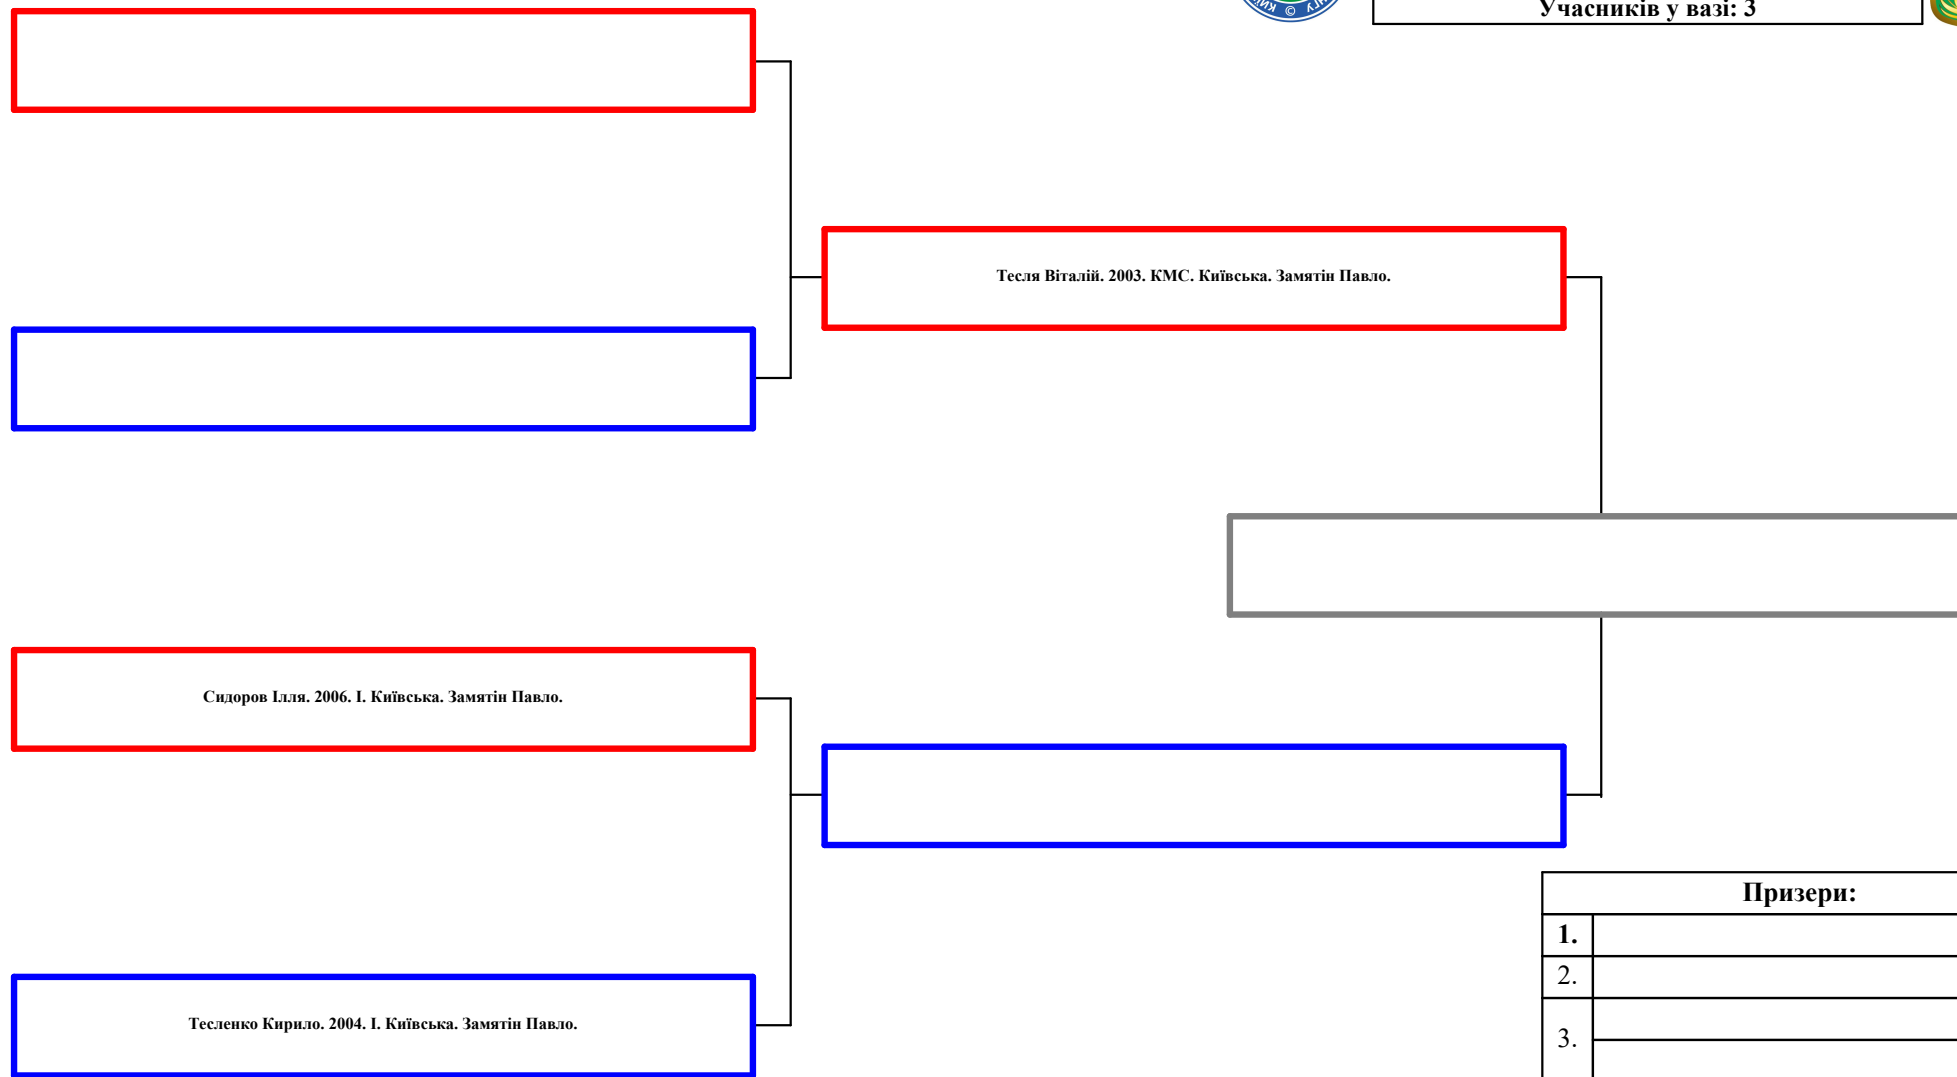 Учасників у вазі: 3
Тесля Віталій. 2003. КМС. Київська. Замятін Павло.
Сидоров Ілля. 2006. І. Київська. Замятін Павло.
Тесленко Кирило. 2004. І. Київська. Замятін Павло.
Призери:
1.
2.
3.